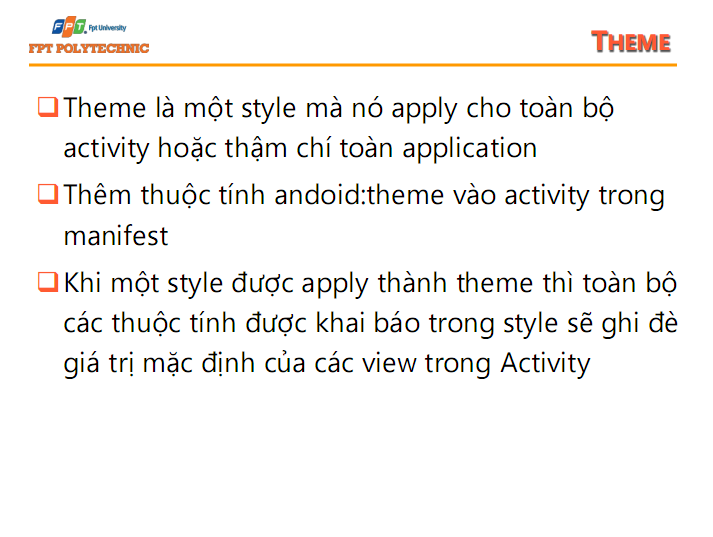 FPT. Fpt University
FPT POLYTECHNIC
THEME
Theme là một style mà nó apply cho toàn bộ
activity hoặc thậm chí toàn application
Thêm thuộc tính andoid:theme vào activity trong
manifest
Khi một style được apply thành theme thì toàn bộ
các thuộc tính được khai báo trong style sẽ ghi đè
giá trị mặc định của các view trong Activity